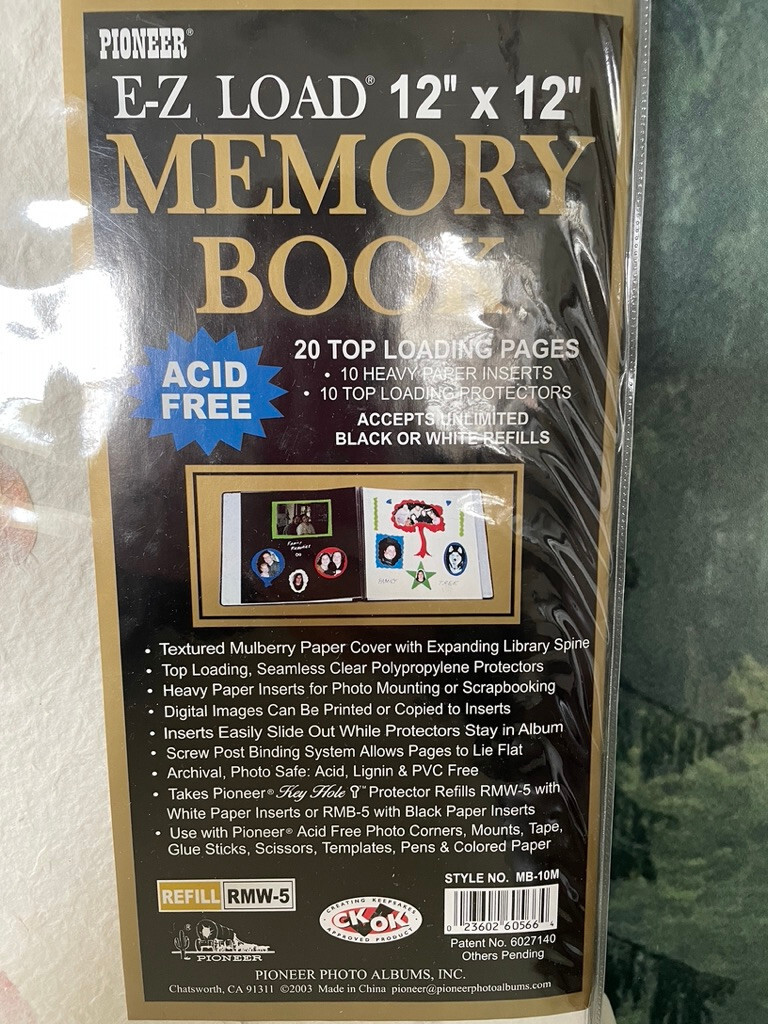 PIONEER®
E-Z LOAD® 12" x 12"
MEMORY
BOOK
ACID
FREE
20 TOP LOADING PAGES
• 10 HEAVY PAPER INSERTS
• 10 TOP LOADING PROTECTORS
ACCEPTS UNLIMITED
BLACK OR WHITE REFILLS
• Textured Mulberry Paper Cover with Expanding Library Spine
• Top Loading, Seamless Clear Polypropylene Protectors
• Heavy Paper Inserts for Photo Mounting or Scrapbooking
• Digital Images Can Be Printed or Copied to Inserts
• Inserts Easily Slide Out While Protectors Stay in Album
• Screw Post Binding System Allows Pages to Lie Flat
• Archival, Photo Safe: Acid, Lignin & PVC Free
• Takes Pioneer® Key Hole ™ Protector Refills RMW-5 with
White Paper Inserts or RMB-5 with Black Paper Inserts
• Use with Pioneer® Acid Free Photo Corners, Mounts, Tape,
Glue Sticks, Scissors, Templates, Pens & Colored Paper
STYLE NO. MB-10M
REFILL RMW-5
CREATING KEEPSAKES
CK OK
APPROVED PRODUCT
0 23602 60566 4
Patent No. 6027140
Others Pending
®
PIONEER
PIONEER PHOTO ALBUMS, INC.
Chatsworth, CA 91311 ©2003 Made in China pioneer@pioneerphotoalbums.com